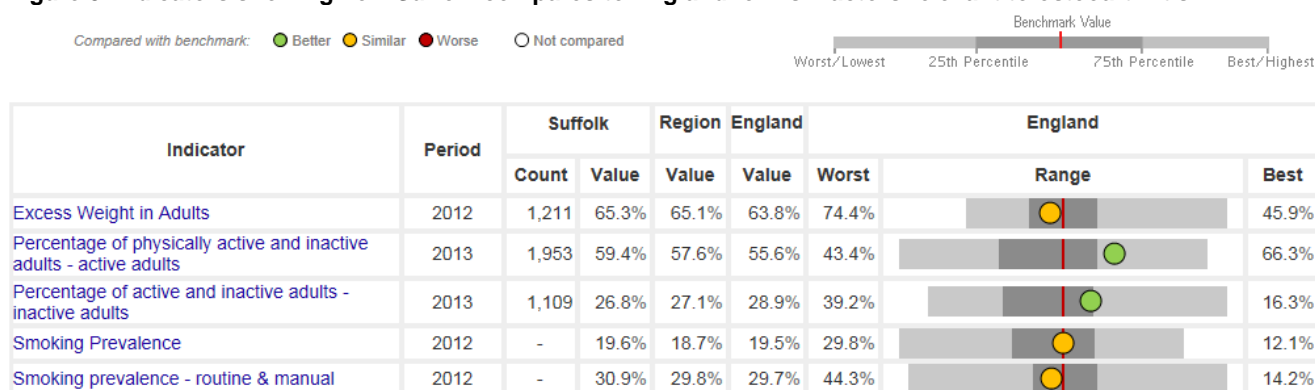 Compared with benchmark: Better Similar Worse Not compared
Benchmark Value
Worst/Lowest 25th Percentile 75th Percentile Best/Highest
Indicator Period Suffolk Region England England
Count Value Value Value Worst Range Best
Excess Weight in Adults 2012 1,211 65.3% 65.1% 63.8% 74.4% 45.9%
Percentage of physically active and inactive
adults - active adults 2013 1,953 59.4% 57.6% 55.6% 43.4% 66.3%
Percentage of active and inactive adults -
inactive adults 2013 1,109 26.8% 27.1% 28.9% 39.2% 16.3%
Smoking Prevalence 2012 - 19.6% 18.7% 19.5% 29.8% 12.1%
Smoking prevalence - routine & manual 2012 - 30.9% 29.8% 29.7% 44.3% 14.2%